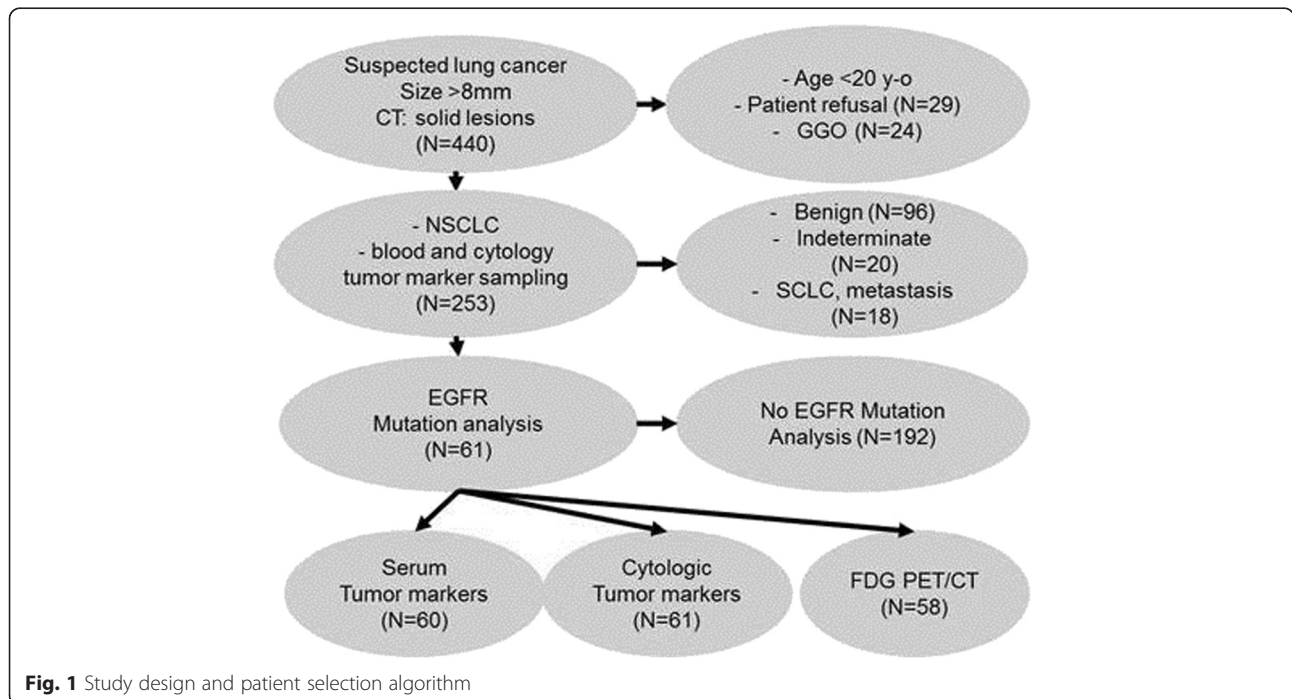 Suspected lung cancer
Size >8mm
CT: solid lesions
(N=440)
- Age <20 y-o
- Patient refusal (N=29)
- GGO (N=24)
- NSCLC
- blood and cytology
tumor marker sampling
(N=253)
- Benign (N=96)
- Indeterminate
(N=20)
- SCLC, metastasis
(N=18)
EGFR
Mutation analysis
(N=61)
No EGFR Mutation
Analysis (N=192)
Serum
Tumor markers
(N=60)
Cytologic
Tumor markers
(N=61)
FDG PET/CT
(N=58)
Fig. 1 Study design and patient selection algorithm